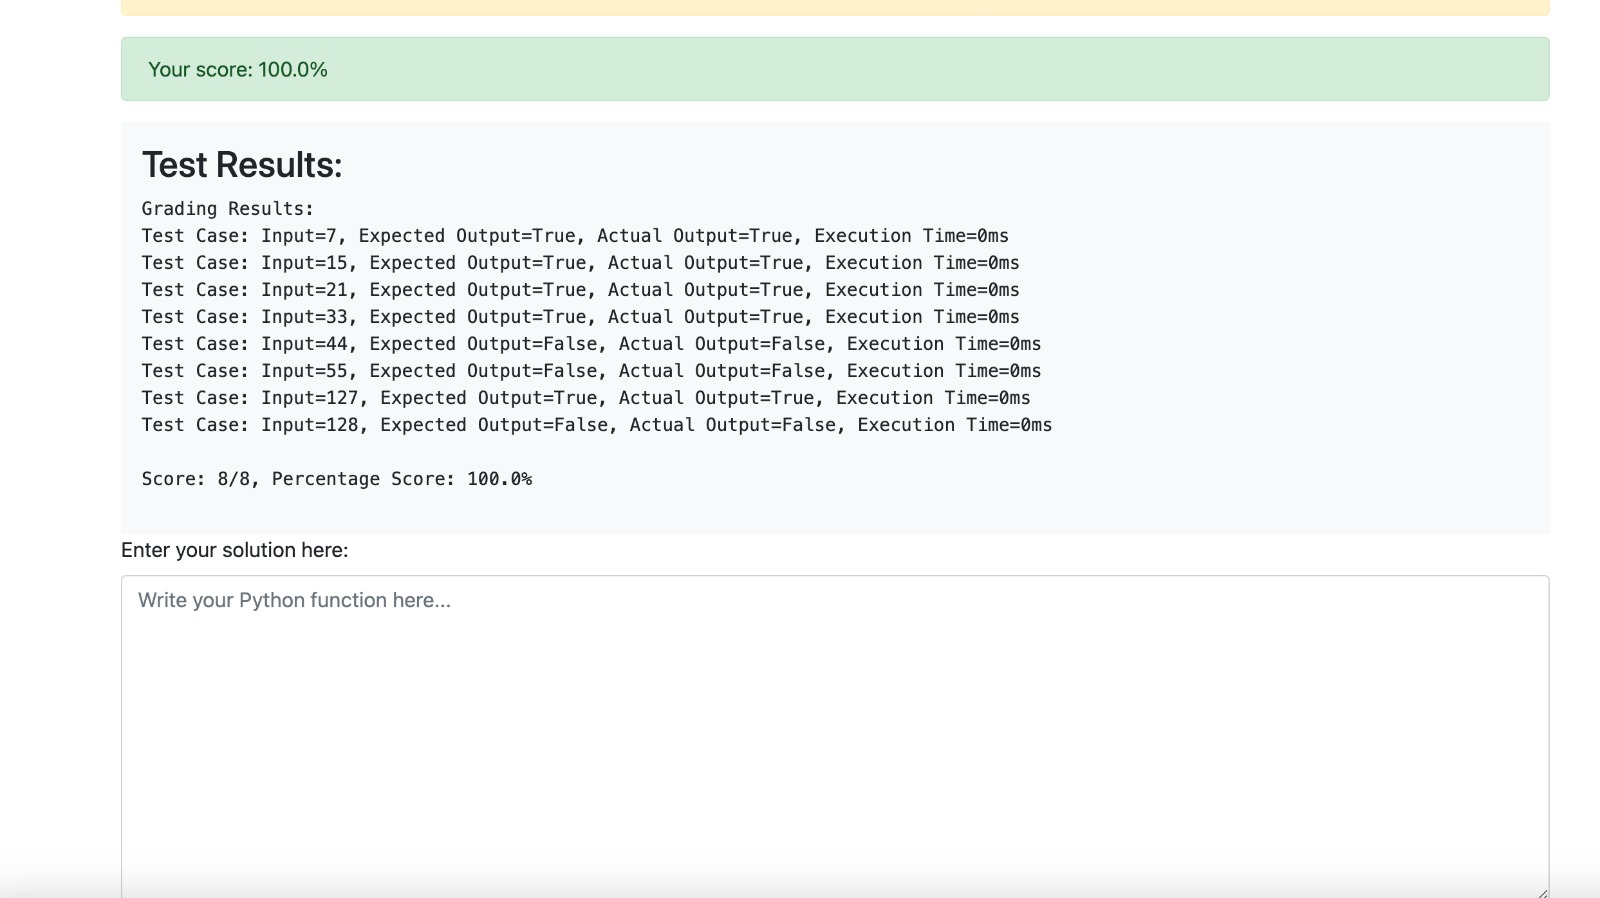 Your score: 100.0%
Test Results:
Grading Results:
Test Case: Input=7, Expected Output=True, Actual Output=True, Execution Time=0ms
Test Case: Input=15, Expected Output=True, Actual Output=True, Execution Time=0ms
Test Case: Input=21, Expected Output=True, Actual Output=True, Execution Time=0ms
Test Case: Input=33, Expected Output=True, Actual Output=True, Execution Time=0ms
Test Case: Input=44, Expected Output=False, Actual Output=False, Execution Time=0ms
Test Case: Input=55, Expected Output=False, Actual Output=False, Execution Time=0ms
Test Case: Input=127, Expected Output=True, Actual Output=True, Execution Time=0ms
Test Case: Input=128, Expected Output=False, Actual Output=False, Execution Time=0ms
Score: 8/8, Percentage Score: 100.0%
Enter your solution here:
Write your Python function here...